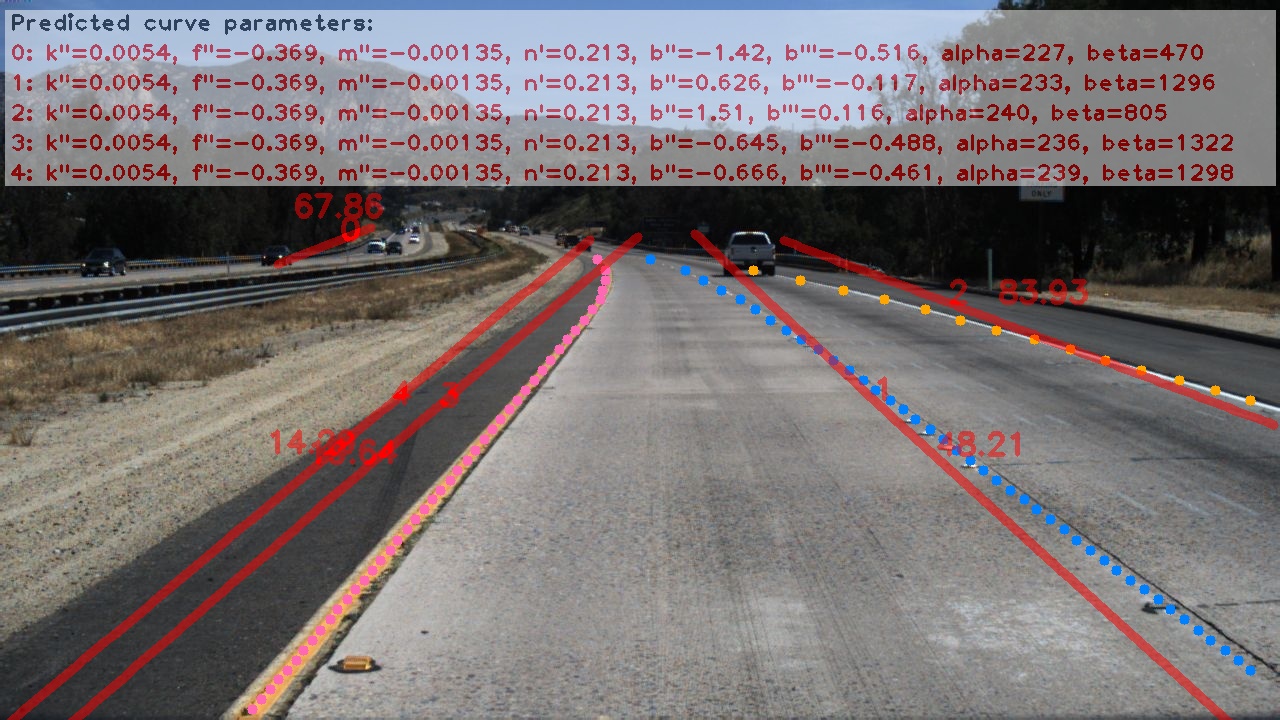 Predicted curve parameters:
0: k''=0.0054, f''=−0.369, m''=−0.00135, n'=0.213, b''=−1.42, b'''=−0.516, alpha=227, beta=470
1: k''=0.0054, f''=−0.369, m''=−0.00135, n'=0.213, b''=0.626, b'''=−0.117, alpha=233, beta=1296
2: k''=0.0054, f''=−0.369, m''=−0.00135, n'=0.213, b''=1.51, b'''=0.116, alpha=240, beta=805
3: k''=0.0054, f''=−0.369, m''=−0.00135, n'=0.213, b''=−0.645, b'''=−0.488, alpha=236, beta=1322
4: k''=0.0054, f''=−0.369, m''=−0.00135, n'=0.213, b''=−0.666, b'''=−0.461, alpha=239, beta=1298
ONLY
67.86
0
2 83.93
4 3 1
48.21